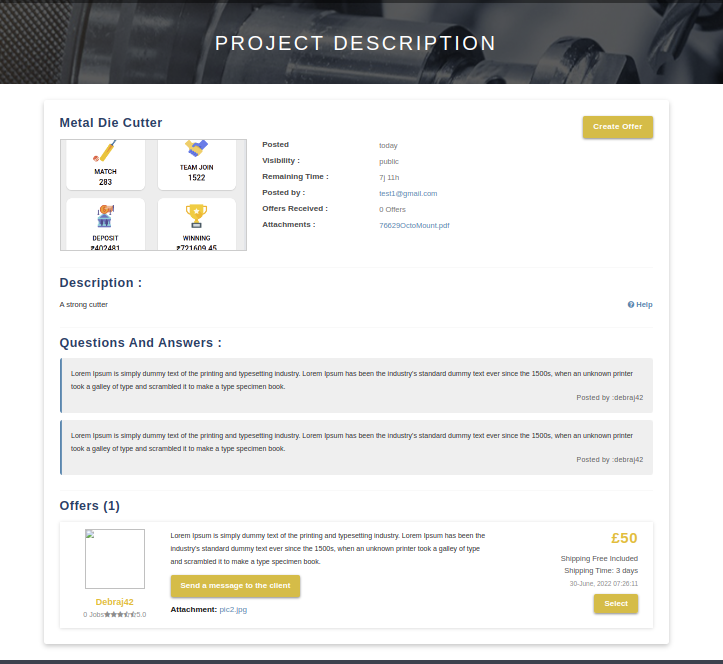 PROJECT DESCRIPTION
Metal Die Cutter
Create Offer
MATCH
283
TEAM JOIN
1522
DEPOSIT
₹402481
WINNING
₹721609.45
Posted today
Visibility : public
Remaining Time : 7j 11h
Posted by : test1@gmail.com
Offers Received : 0 Offers
Attachments : 76629OctoMount.pdf
Description :
A strong cutter
Help
Questions And Answers :
Lorem Ipsum is simply dummy text of the printing and typesetting industry. Lorem Ipsum has been the industry's standard dummy text ever since the 1500s, when an unknown printer
took a galley of type and scrambled it to make a type specimen book.
Posted by :debraj42
Lorem Ipsum is simply dummy text of the printing and typesetting industry. Lorem Ipsum has been the industry's standard dummy text ever since the 1500s, when an unknown printer
took a galley of type and scrambled it to make a type specimen book.
Posted by :debraj42
Offers (1)
Debraj42
0 Jobs 5.0
Lorem Ipsum is simply dummy text of the printing and typesetting industry. Lorem Ipsum has been the
industry's standard dummy text ever since the 1500s, when an unknown printer took a galley of type
and scrambled it to make a type specimen book.
Send a message to the client
Attachment: pic2.jpg
£50
Shipping Free Included
Shipping Time: 3 days
30-June, 2022 07:26:11
Select